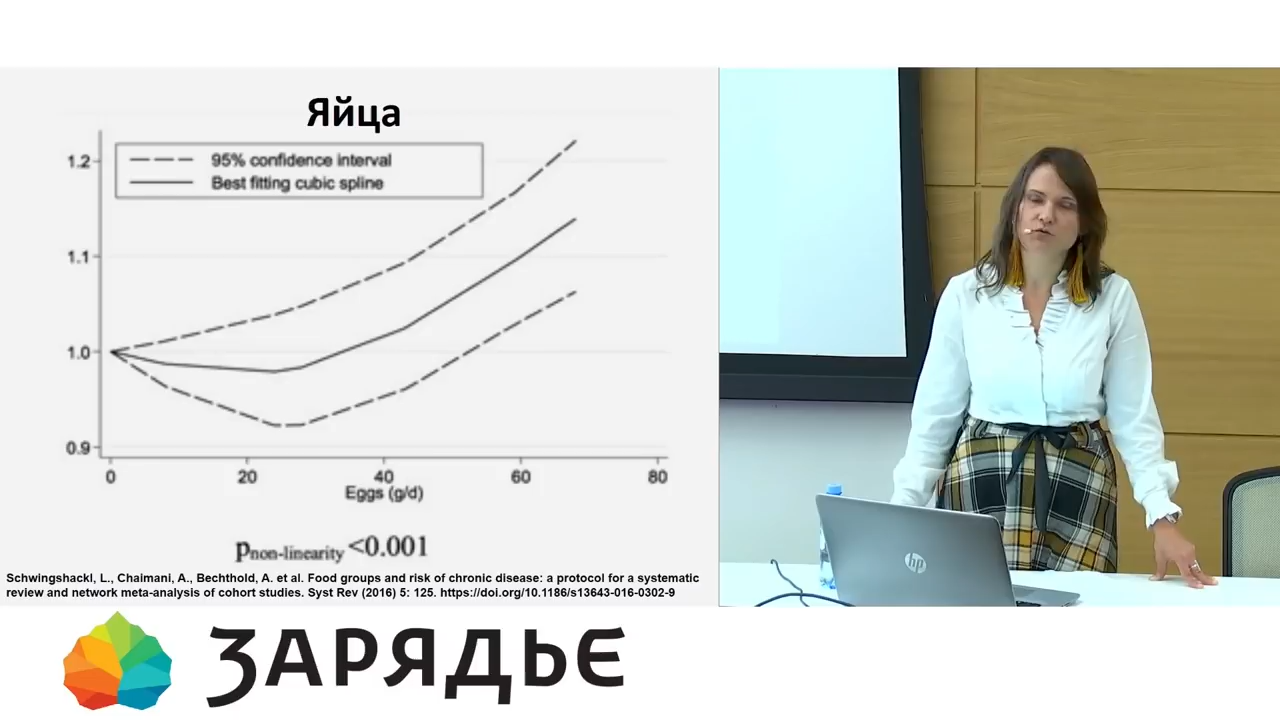 Яйца
95% confidence interval
Best fitting cubic spline
1.2
1.1
1.0
0.9
0 20 40 60 80
Eggs (g/d)
pnon-linearity <0.001
Schwingshackl, L., Chaimani, A., Bechthold, A. et al. Food groups and risk of chronic disease: a protocol for a systematic
review and network meta-analysis of cohort studies. Syst Rev (2016) 5: 125. https://doi.org/10.1186/s13643-016-0302-9
hp
ЗАРЯДЬЕ